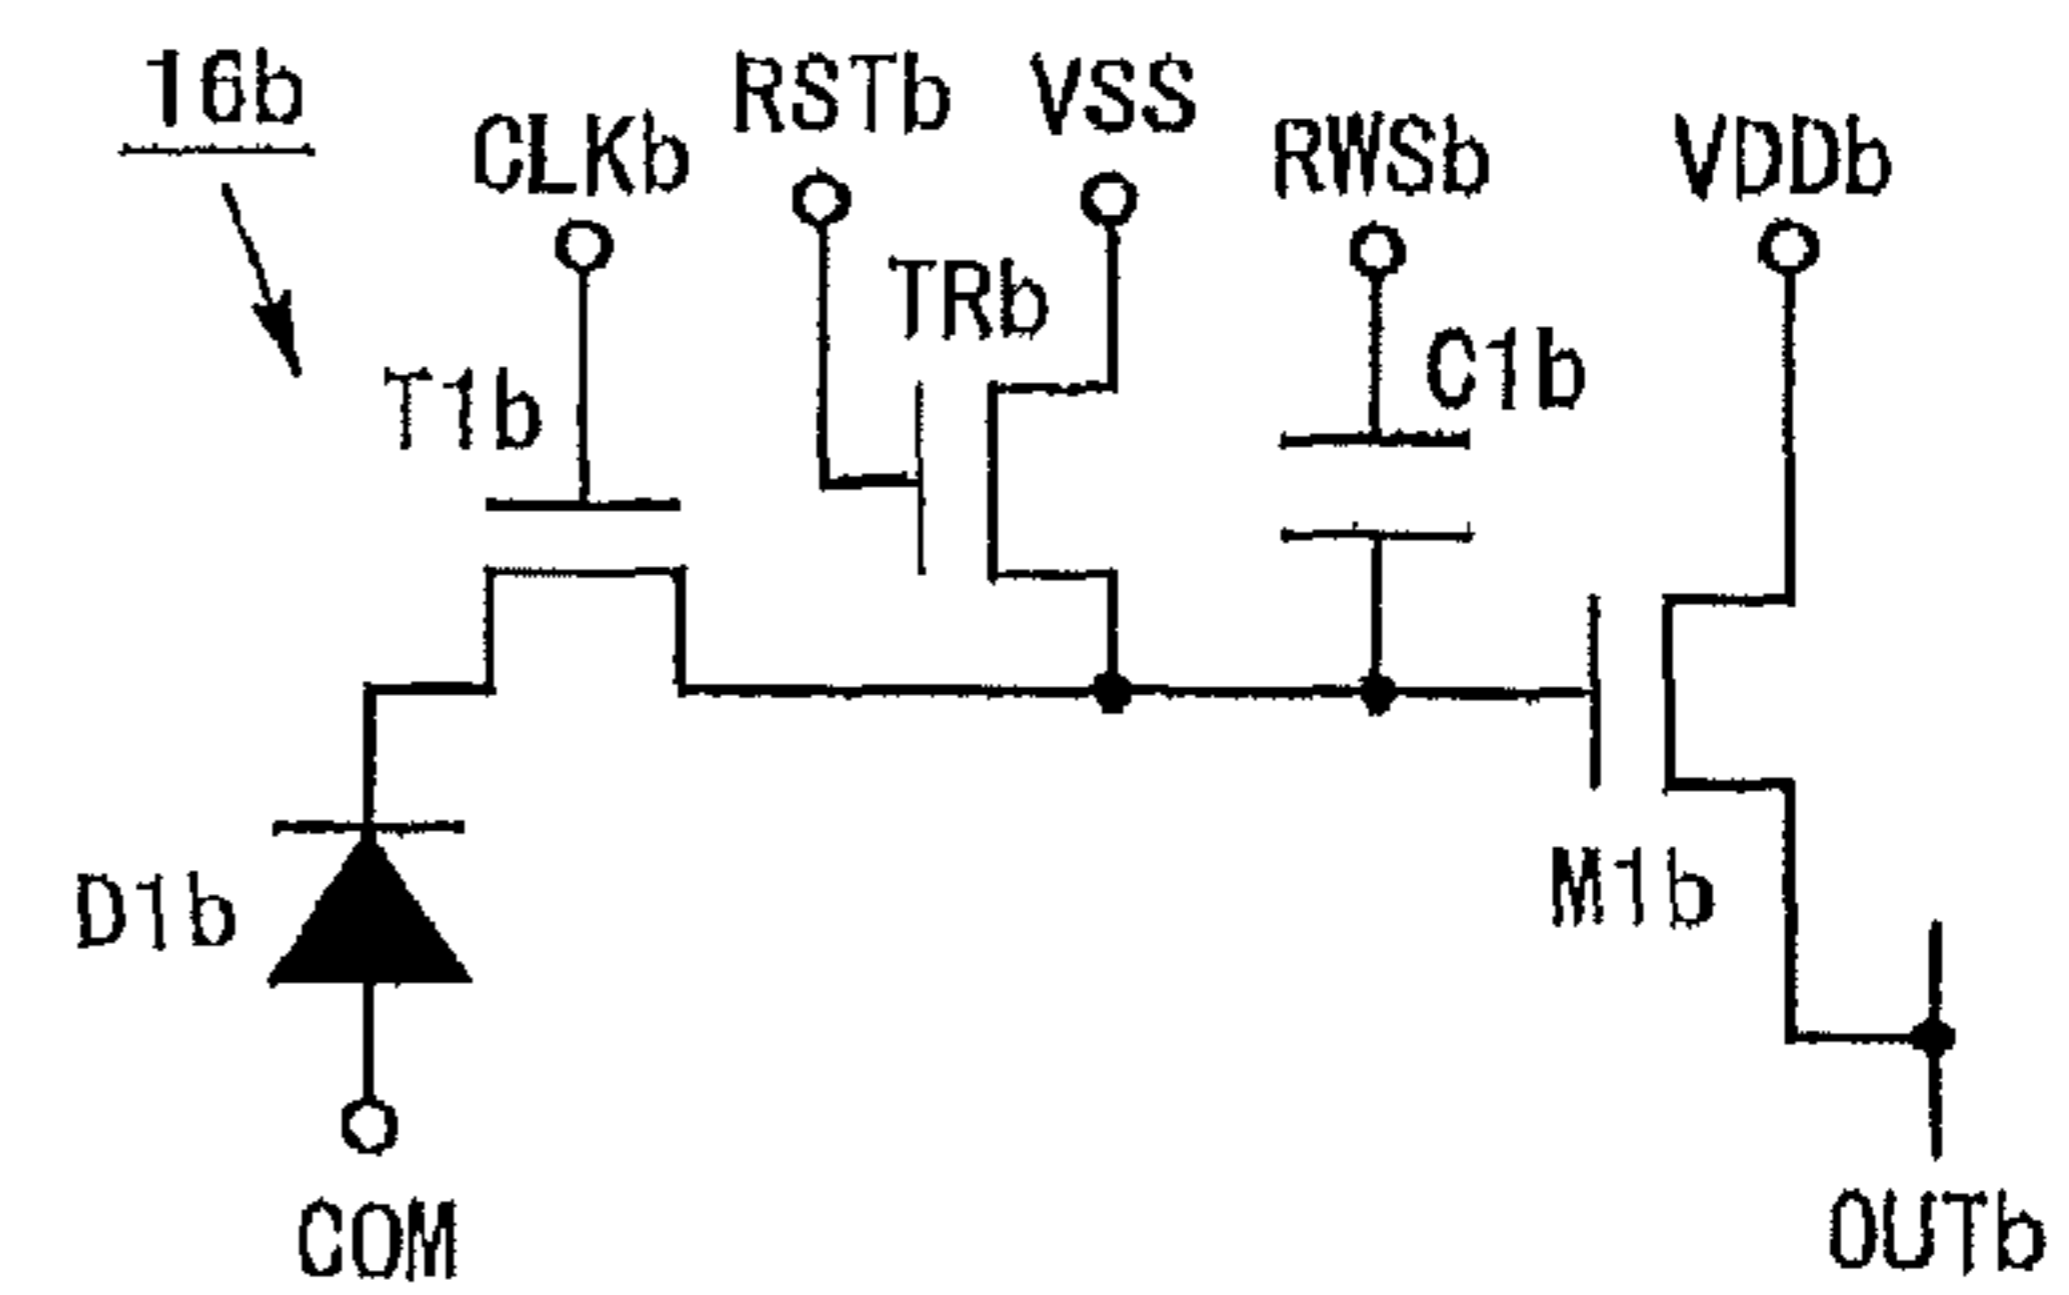 16b
RSTb
VSS
CLKb
RWSb
VDDb
TRb
C1b
T1b
D1b
M1b
COM
OUTb